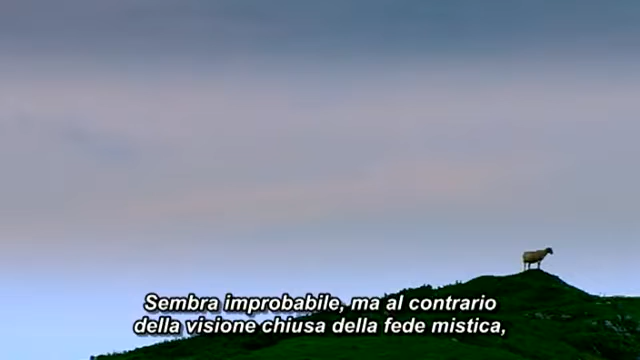 Sembra improbabile, ma al contrario
della visione chiusa della fede mistica,